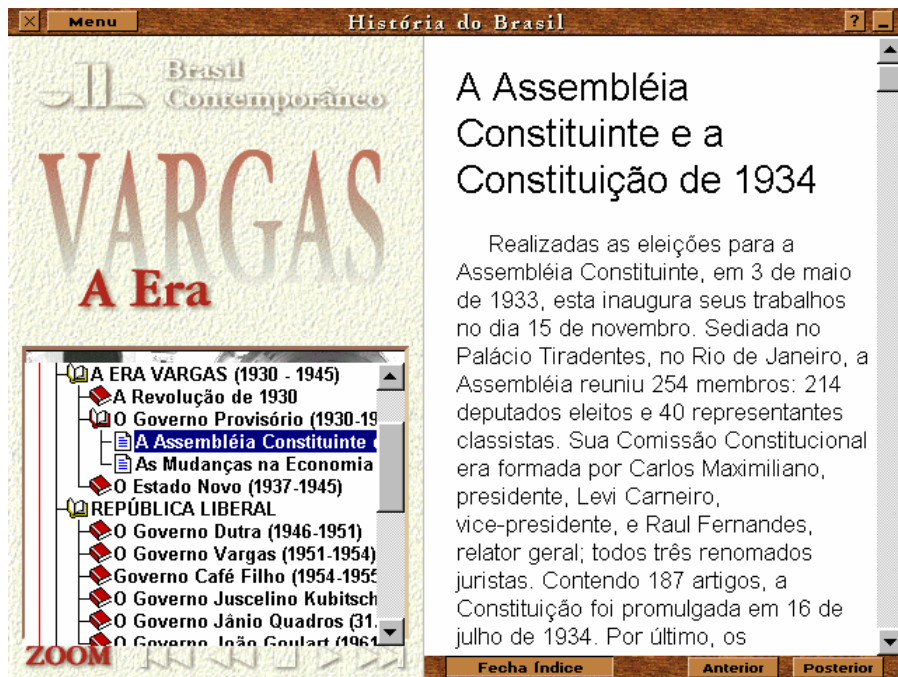 Menu
História do Brasil
?
Brasil
Contemporâneo
VARGAS
A Era
A ERA VARGAS (1930 - 1945)
A Revolução de 1930
O Governo Provisório (1930-19
A Assembléia Constituinte
As Mudanças na Economia
O Estado Novo (1937-1945)
REPÚBLICA LIBERAL
O Governo Dutra (1946-1951)
O Governo Vargas (1951-1954)
Governo Café Filho (1954-1955
O Governo Juscelino Kubitsch
O Governo Jânio Quadros (31.
O Governo João Goulart (1961
ZOOM
A Assembléia
Constituinte e a
Constituição de 1934
Realizadas as eleições para a
Assembléia Constituinte, em 3 de maio
de 1933, esta inaugura seus trabalhos
no dia 15 de novembro. Sediada no
Palácio Tiradentes, no Rio de Janeiro, a
Assembléia reuniu 254 membros: 214
deputados eleitos e 40 representantes
classistas. Sua Comissão Constitucional
era formada por Carlos Maximiliano,
presidente, Levi Carneiro,
vice-presidente, e Raul Fernandes,
relator geral; todos três renomados
juristas. Contendo 187 artigos, a
Constituição foi promulgada em 16 de
julho de 1934. Por último, os
Fecha Índice
Anterior
Posterior